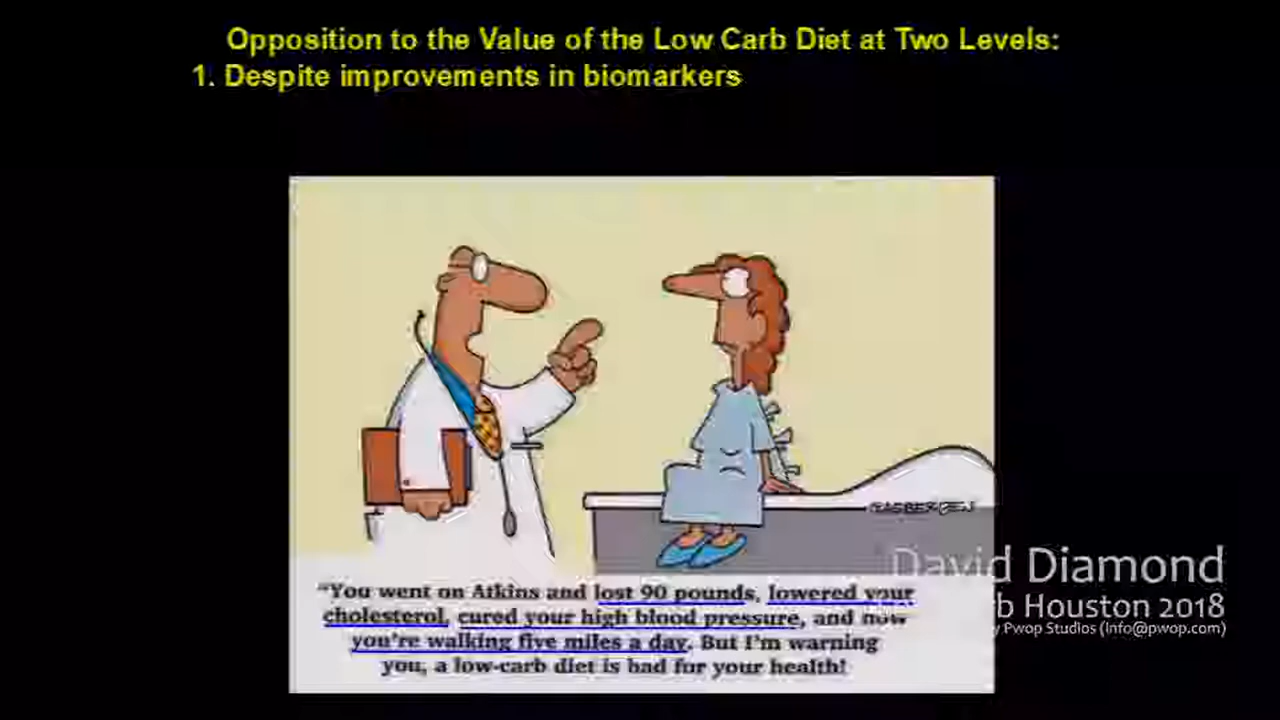 Opposition to the Value of the Low Carb Diet at Two Levels:
1. Despite improvements in biomarkers
GLASBERGEN
David Diamond
b Houston 2018
y Pwop Studios (Info@pwop.com)
"You went on Atkins and lost 90 pounds, lowered your
cholesterol, cured your high blood pressure, and now
you're walking five miles a day. But I'm warning
you, a low-carb diet is bad for your health!